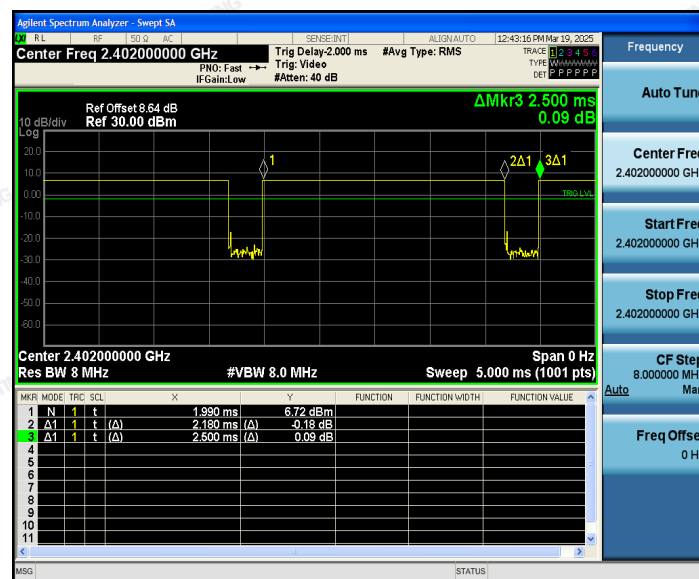 Agilent Spectrum Analyzer - Swept SA
LXI RL RF 50 Ω AC SENSE:INT ALIGNAUTO 12:43:16 PM Mar 19, 2025
Center Freq 2.402000000 GHz
PNO: Fast
IFGain:Low
Trig Delay-2.000 ms
Trig: Video
#Atten: 40 dB
#Avg Type: RMS
TRACE 1 2 3 4 5 6
TYPE W
DET P P P P P P
Ref Offset 8.64 dB
Ref 30.00 dBm
10 dB/div
Log
ΔMkr3 2.500 ms
0.09 dB
20.0
10.0
0.00
-10.0
-20.0
-30.0
-40.0
-50.0
-60.0
1
2Δ1
3Δ1
TRIG LVL
Center 2.402000000 GHz Span 0 Hz
Res BW 8 MHz #VBW 8.0 MHz Sweep 5.000 ms (1001 pts)
MKR MODE TRC SCL X Y FUNCTION FUNCTION WIDTH FUNCTION VALUE
1 N 1 t 1.990 ms 6.72 dBm
2 Δ1 1 t (Δ) 2.180 ms (Δ) -0.18 dB
3 Δ1 1 t (Δ) 2.500 ms (Δ) 0.09 dB
4
5
6
7
8
9
10
11
MSG STATUS
Frequency
Auto Tun
Center Fre
2.402000000 GH
Start Fre
2.402000000 GH
Stop Fre
2.402000000 GH
CF Step
8.000000 MH
Auto Ma
Freq Offse
0 H